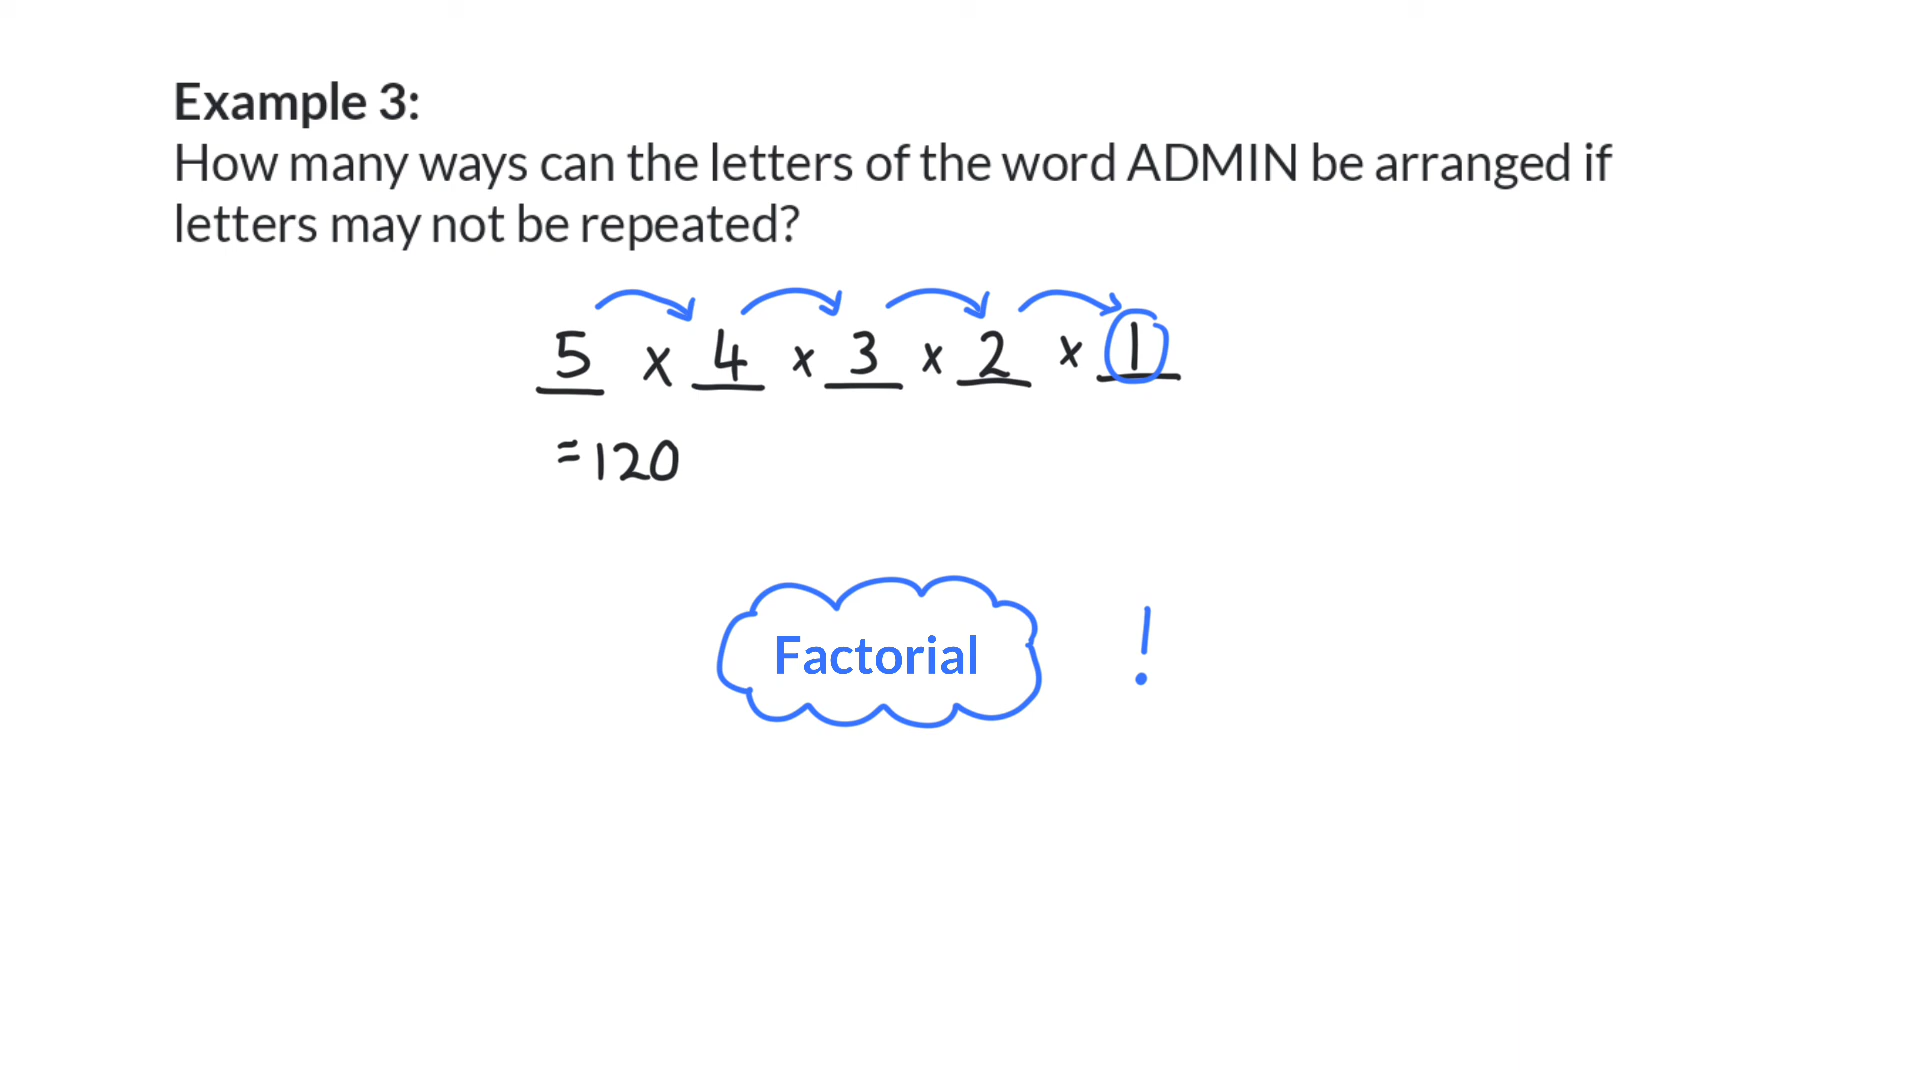 Example 3:
How many ways can the letters of the word ADMIN be arranged if
letters may not be repeated?
5 x 4 x 3 x 2 x 1
=120
Factorial !